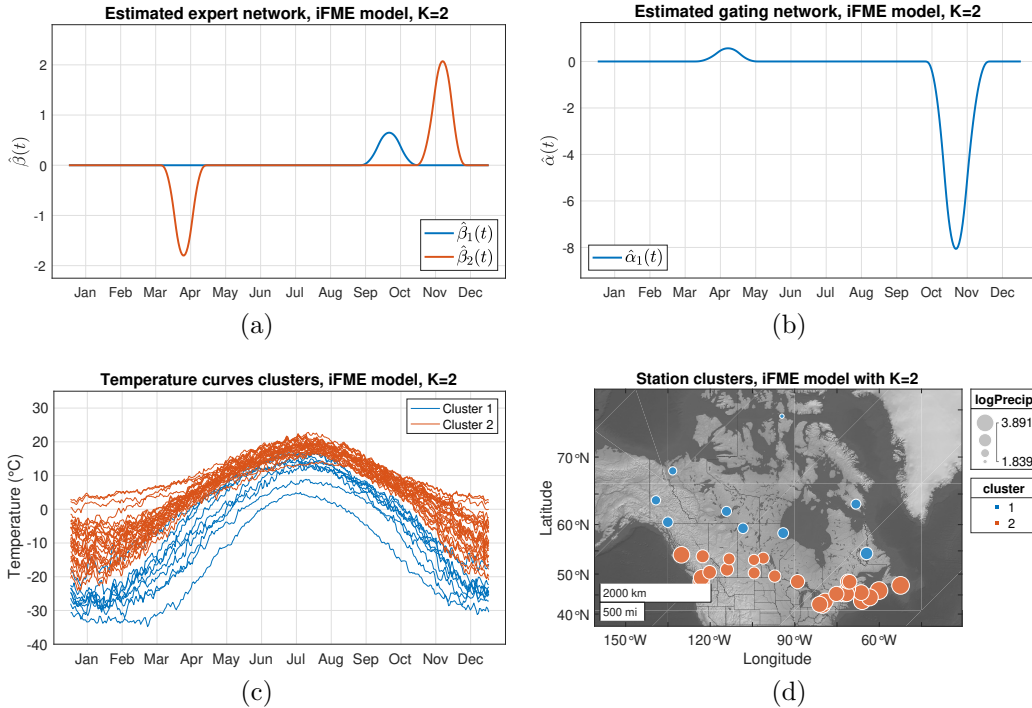 Estimated expert network, iFME model, K=2
2
1
0
-1
-2
β̂(t)
β̂₁(t)
β̂₂(t)
Jan Feb Mar Apr May Jun Jul Aug Sep Oct Nov Dec
(a)
Estimated gating network, iFME model, K=2
0
-2
-4
-6
-8
α̂(t)
α̂₁(t)
Jan Feb Mar Apr May Jun Jul Aug Sep Oct Nov Dec
(b)
Temperature curves clusters, iFME model, K=2
30
20
10
0
-10
-20
-30
-40
Temperature (°C)
Cluster 1
Cluster 2
Jan Feb Mar Apr May Jun Jul Aug Sep Oct Nov Dec
(c)
Station clusters, iFME model with K=2
70°N
60°N
50°N
40°N
Latitude
2000 km
500 mi
150°W 120°W 90°W 60°W
Longitude
logPrecip
3.891
1.839
cluster
1
2
(d)